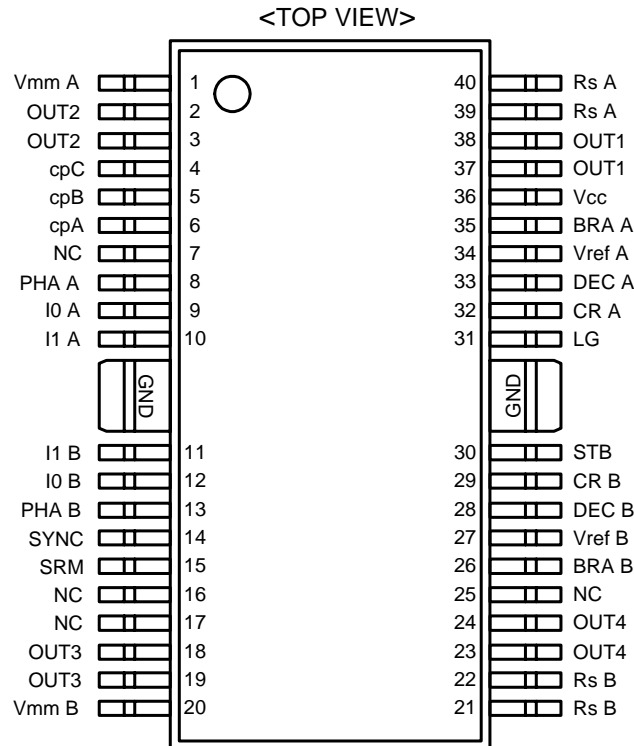 <TOP VIEW>
Vmm A 1 40 Rs A
OUT2 2 39 Rs A
OUT2 3 38 OUT1
cpC 4 37 OUT1
cpB 5 36 Vcc
cpA 6 35 BRA A
NC 7 34 Vref A
PHA A 8 33 DEC A
I0 A 9 32 CR A
I1 A 10 31 LG
GND GND
I1 B 11 30 STB
I0 B 12 29 CR B
PHA B 13 28 DEC B
SYNC 14 27 Vref B
SRM 15 26 BRA B
NC 16 25 NC
NC 17 24 OUT4
OUT3 18 23 OUT4
OUT3 19 22 Rs B
Vmm B 20 21 Rs B